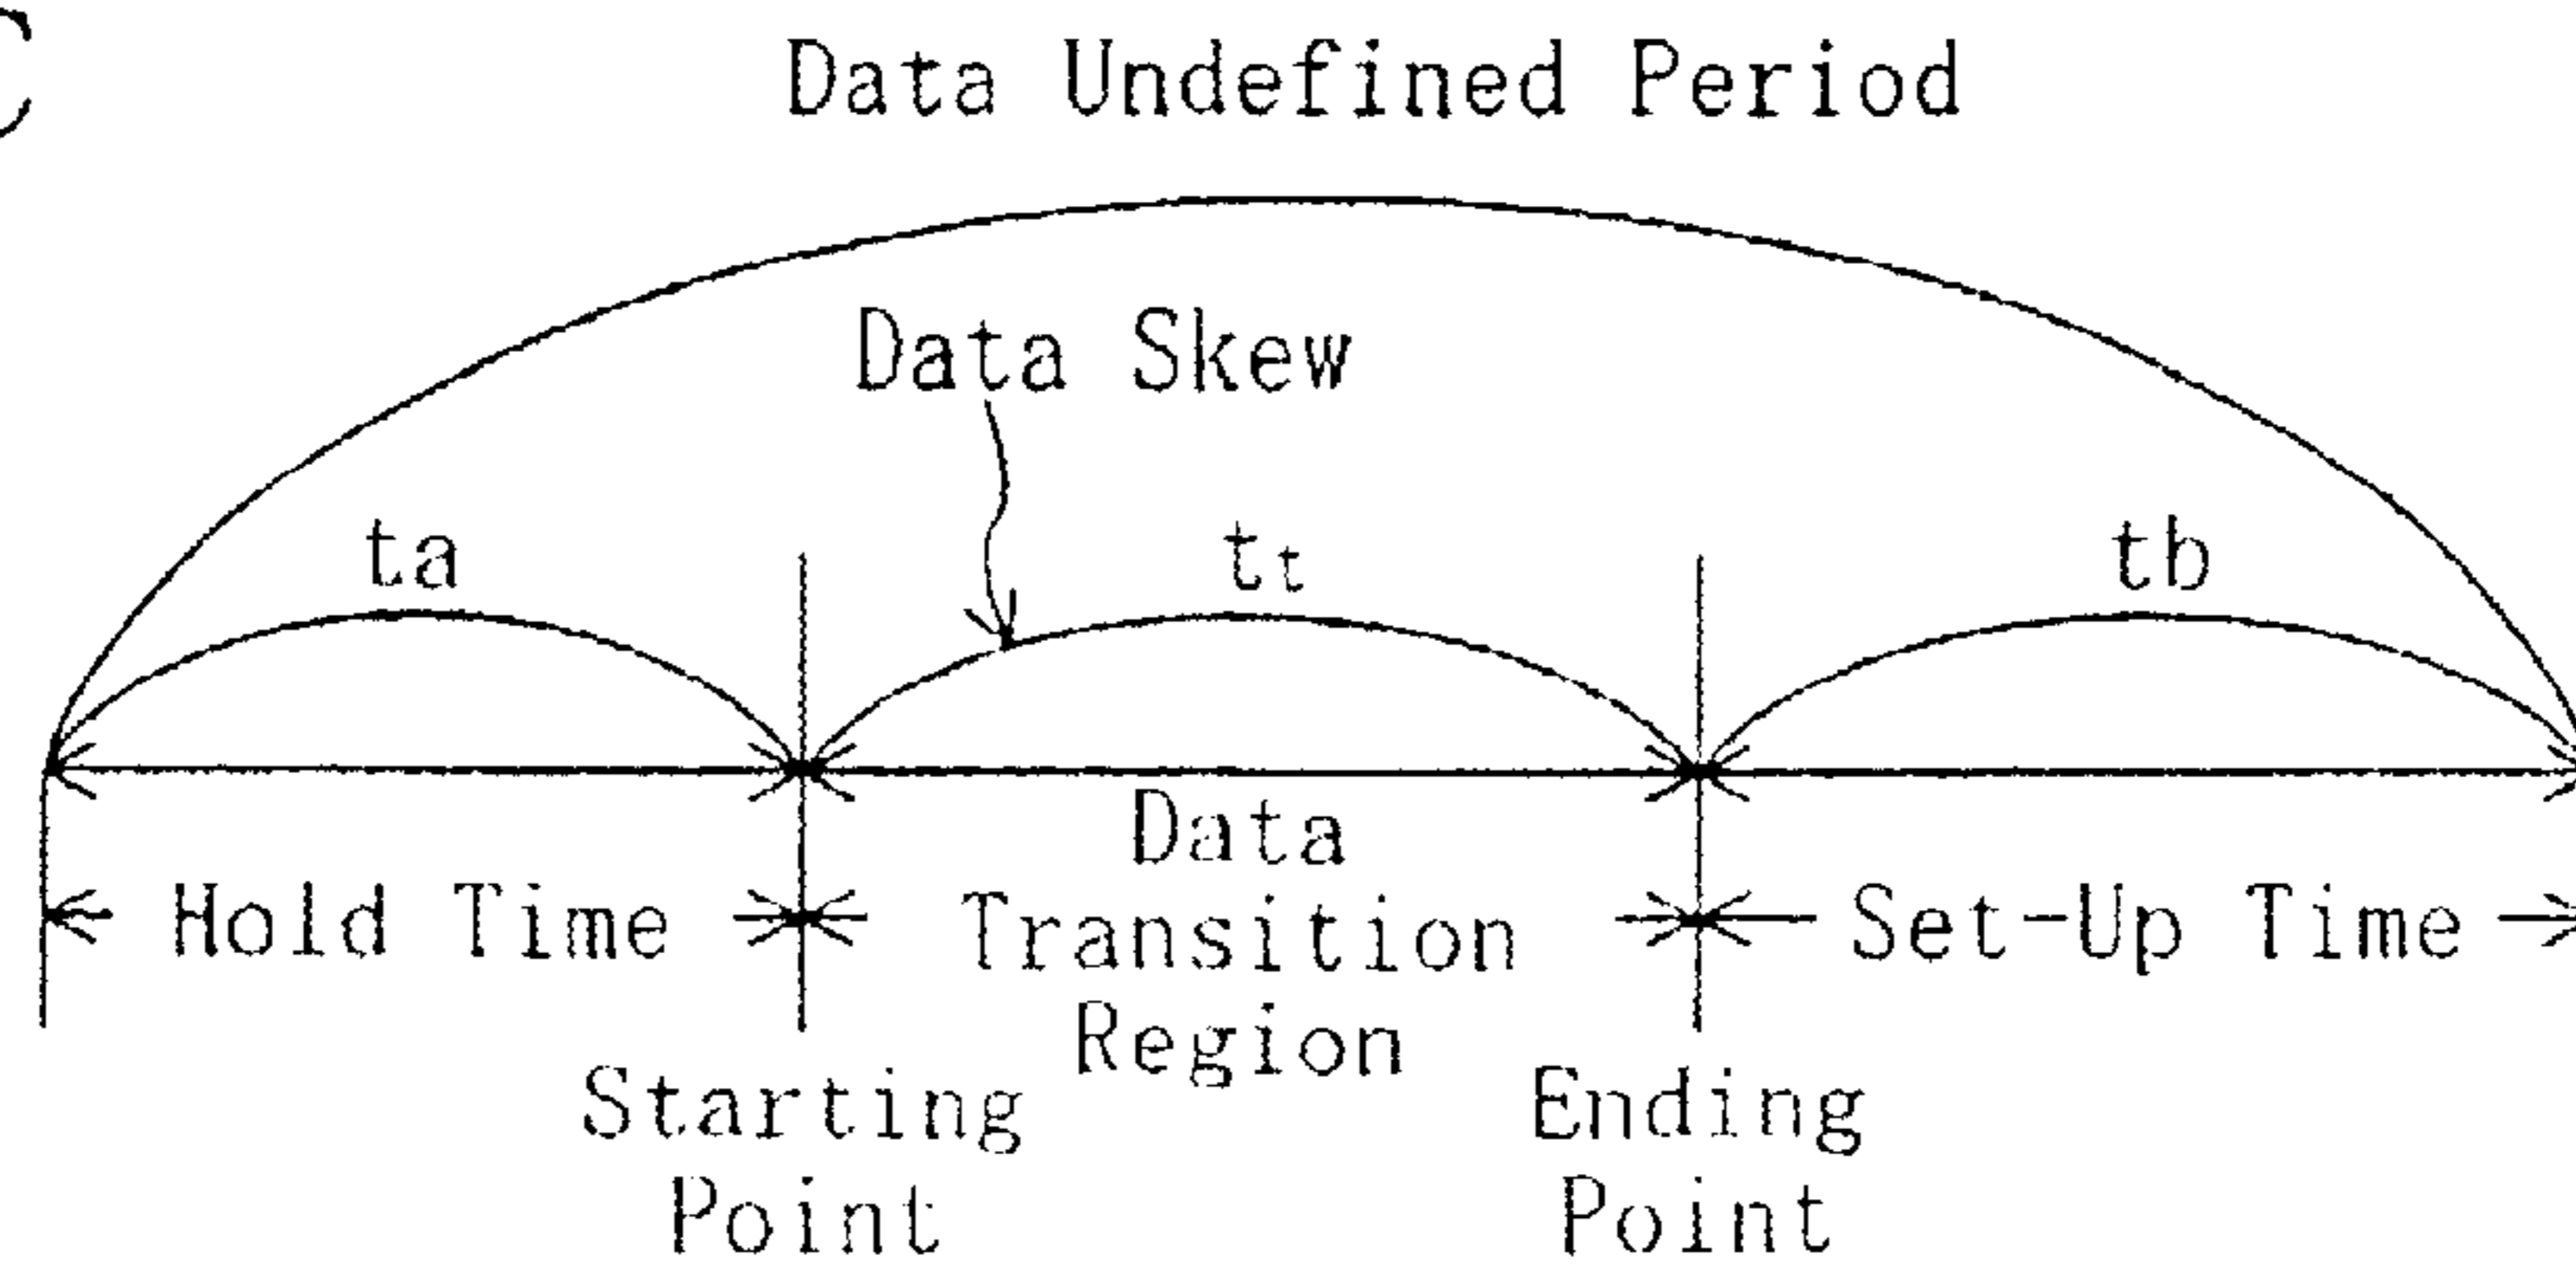 Data Undefined Period
Data Skew
ta
tt
tb
Data
Hold Time
Transition
Set-Up Time
Region
Starting
Point
Ending
Point